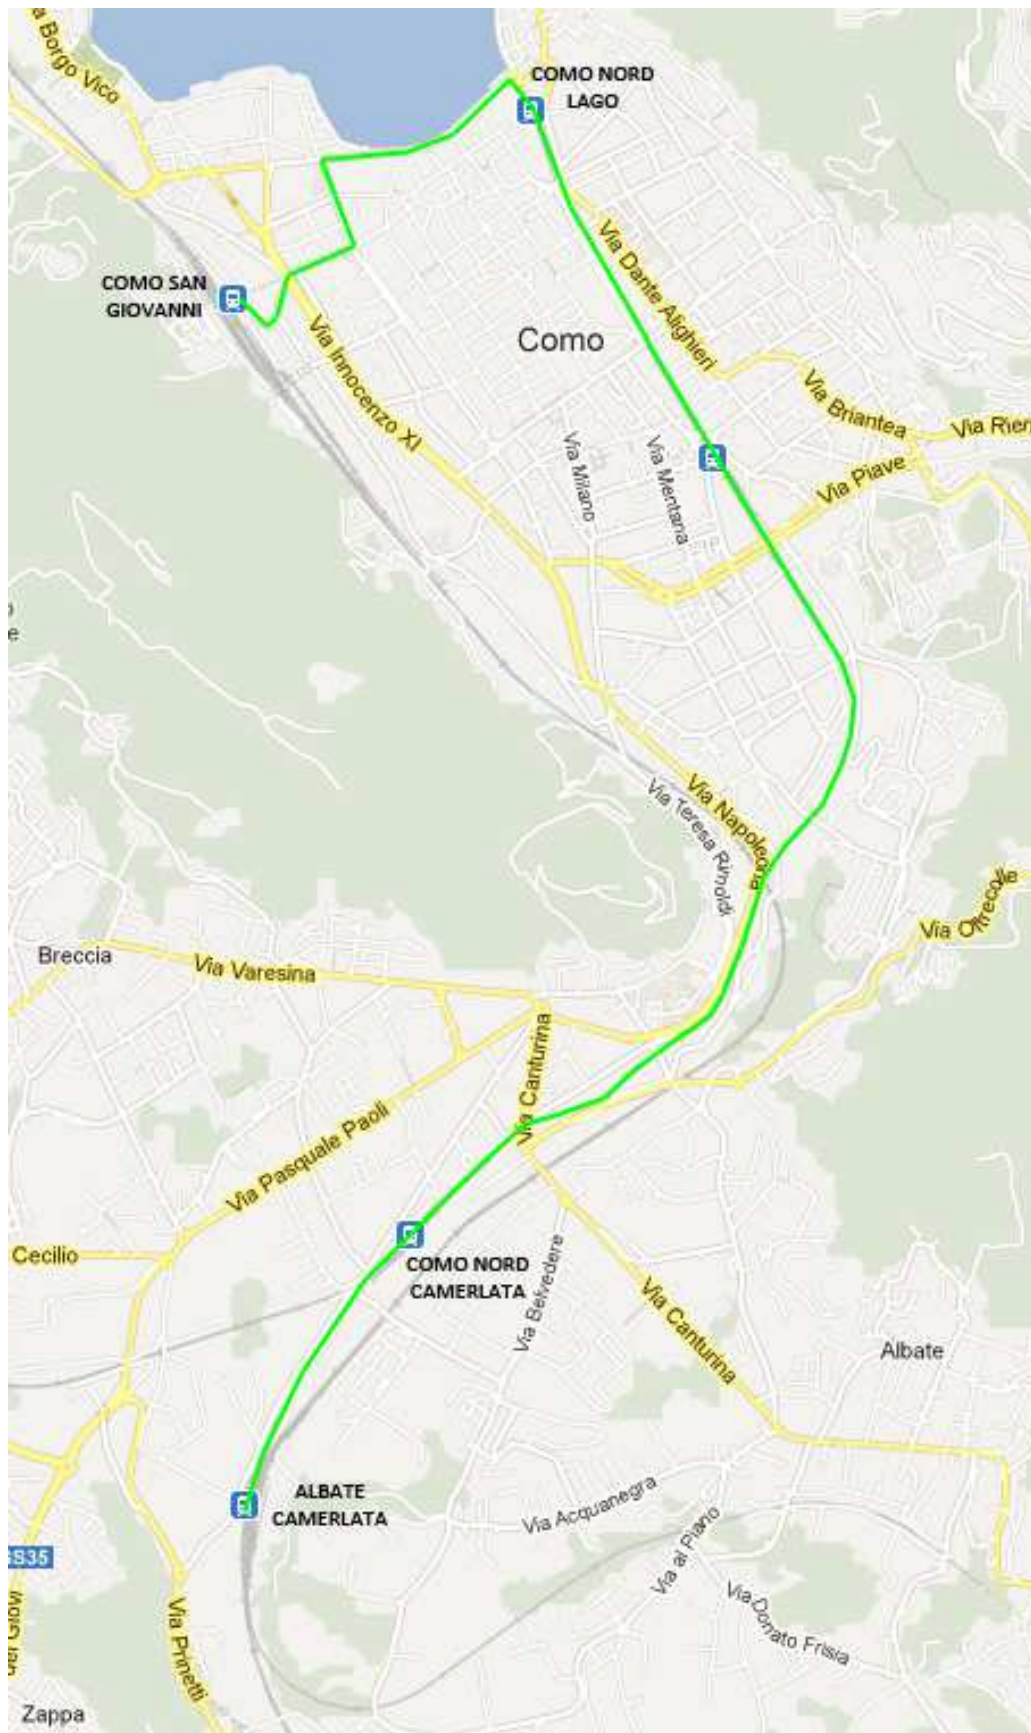 a Borgo Vico
COMO NORD
LAGO
Via Dante Alighieri
COMO SAN
GIOVANNI
Via Innocenzo XI
Como
Via Briantea
Via Rien
Via Milano
Via Mentana
Via Piave
e
Via Napoleona
Via Teresa Rimoldi
Via Oltrecolle
Breccia
Via Varesina
Via Canturina
Via Pasquale Paoli
Cecilio
COMO NORD
CAMERLATA
Via Belvedere
Via Canturina
Albate
ALBATE
CAMERLATA
Via Acquanegra
Via al Piano
SS35
Via Donato Frisia
Via Prinetti
Zappa